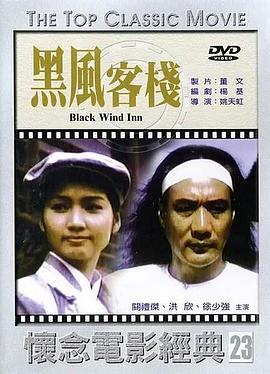 THE TOP CLASSIC MOVIE
DVD
VIDEO
黑風客棧
Black Wind Inn
製片：董文
編劇：楊基
導演：姚天虹
關禮傑、洪欣、徐少強 主演
懷念電影經典 23